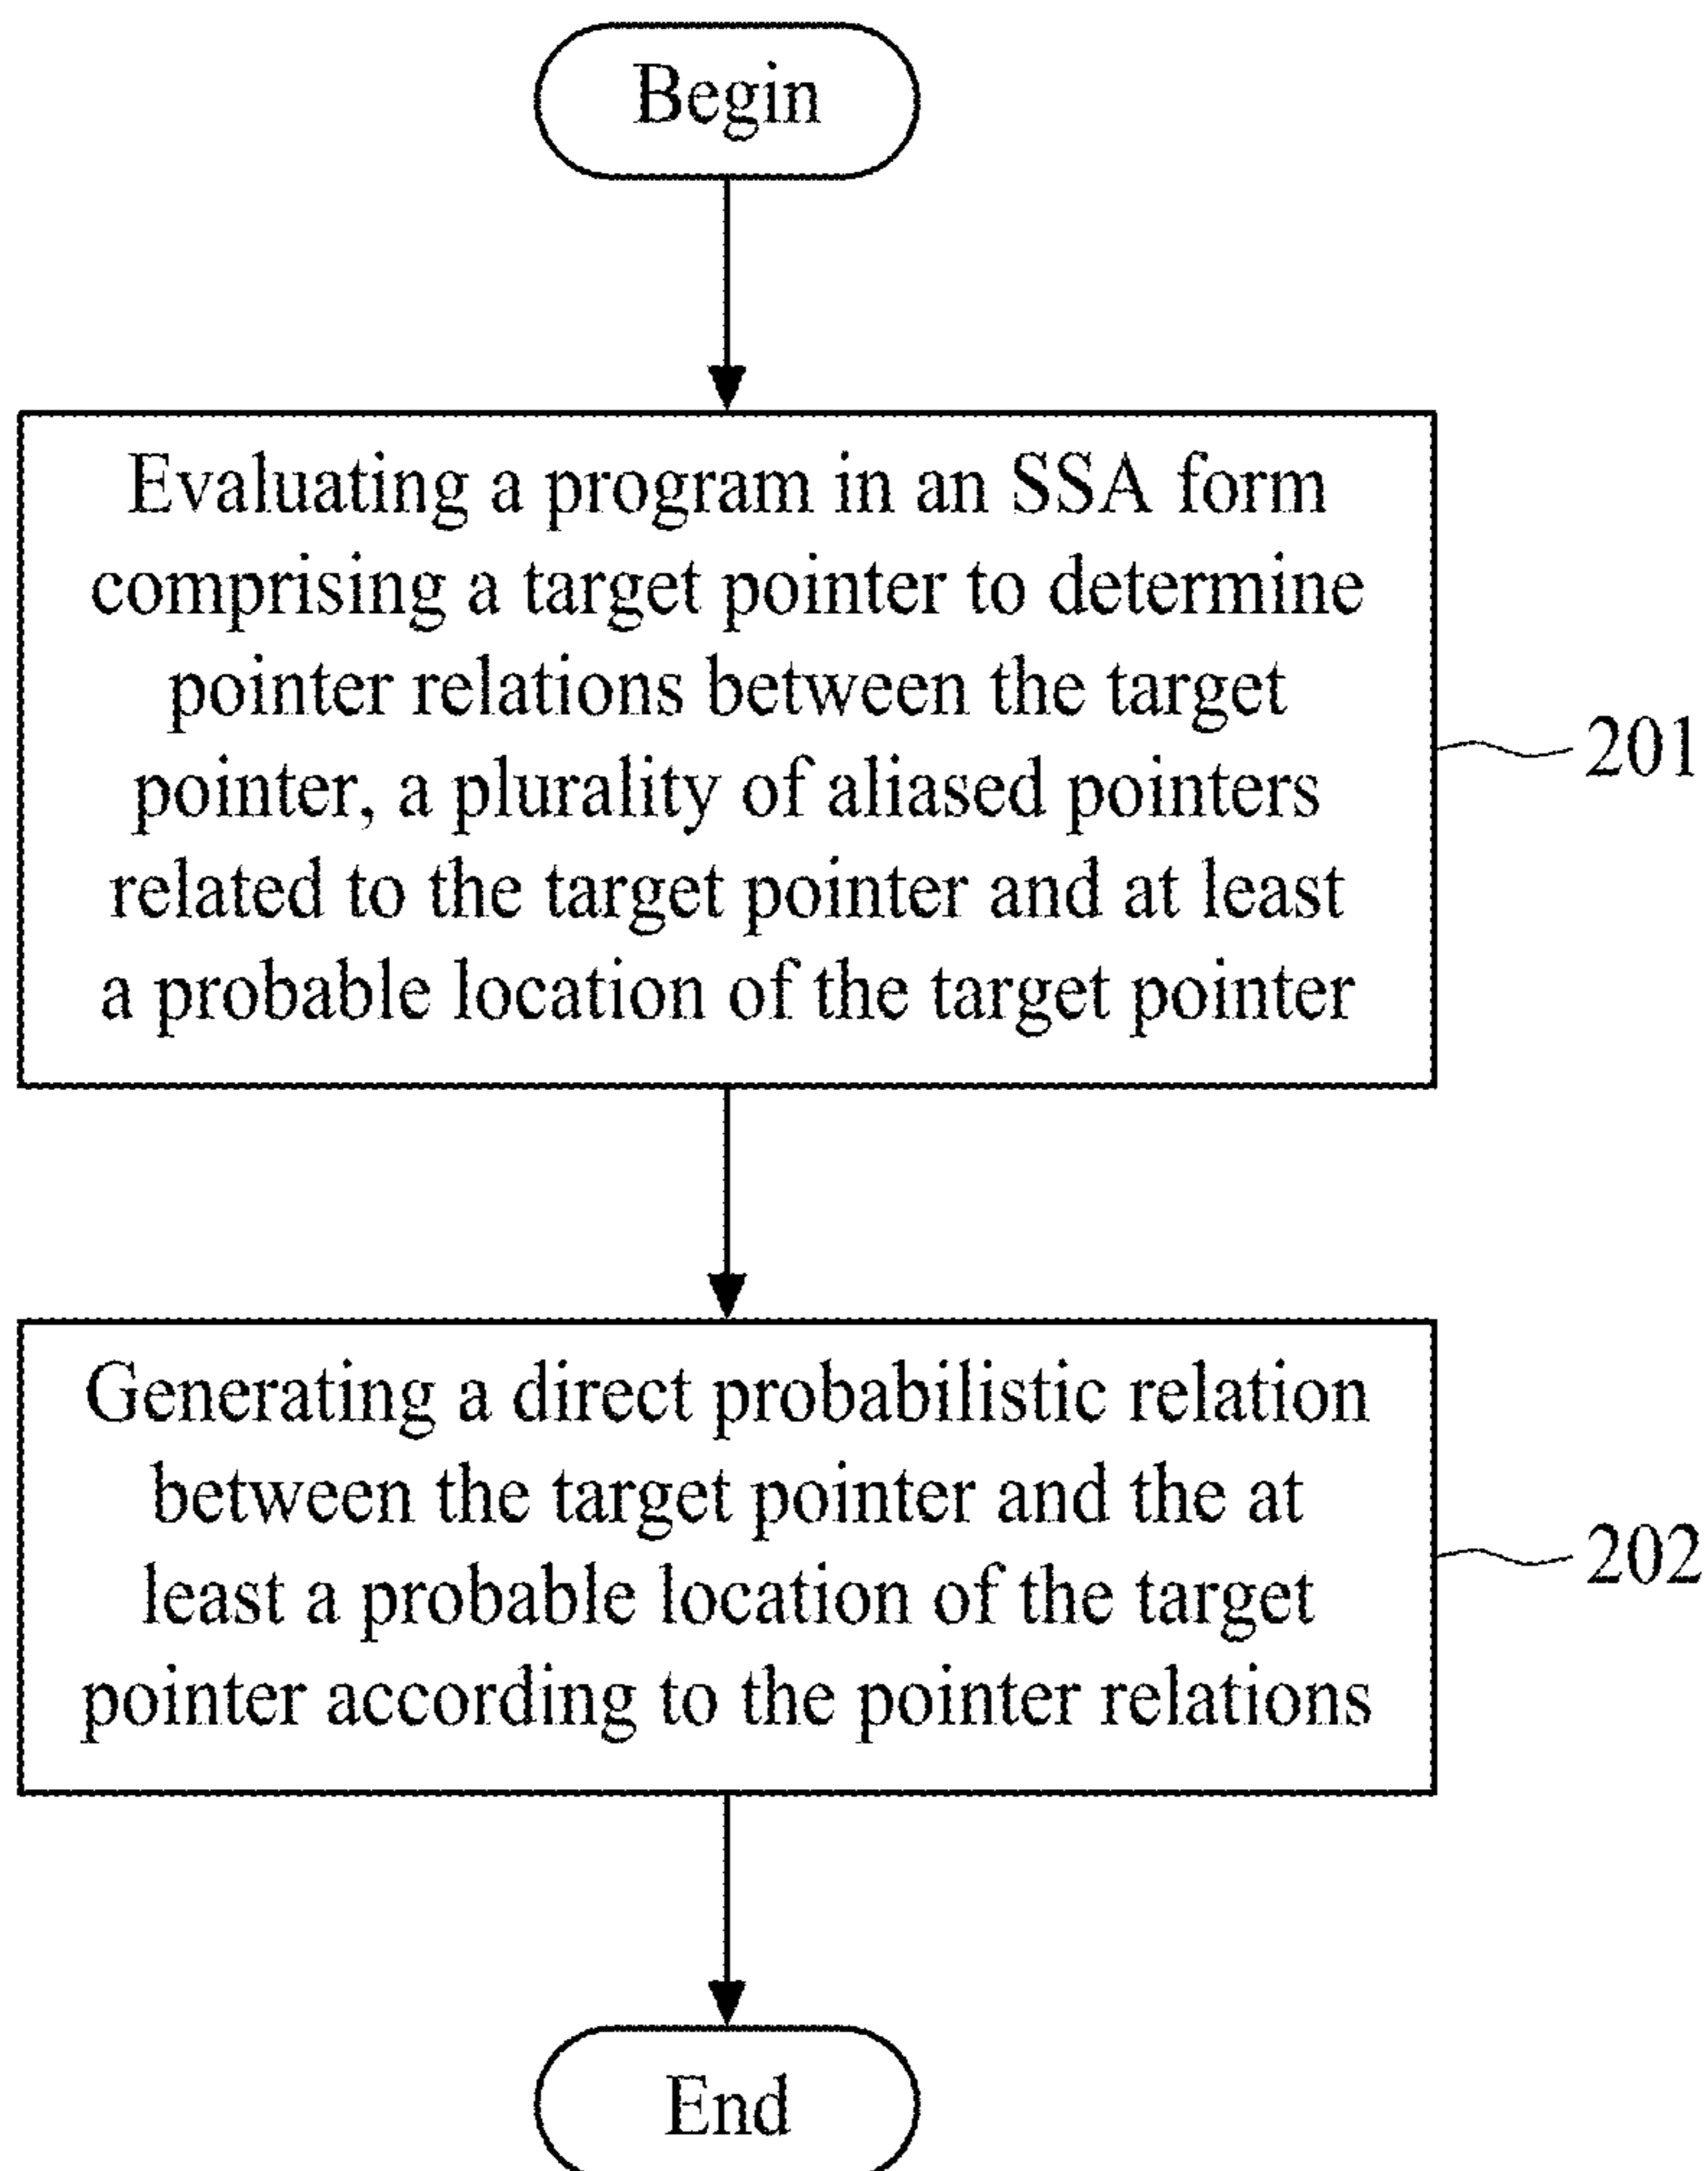 Begin
Evaluating a program in an SSA form
comprising a target pointer to determine
pointer relations between the target
pointer, a plurality of aliased pointers
related to the target pointer and at least
a probable location of the target pointer
201
Generating a direct probabilistic relation
between the target pointer and the at
least a probable location of the target
pointer according to the pointer relations
202
End